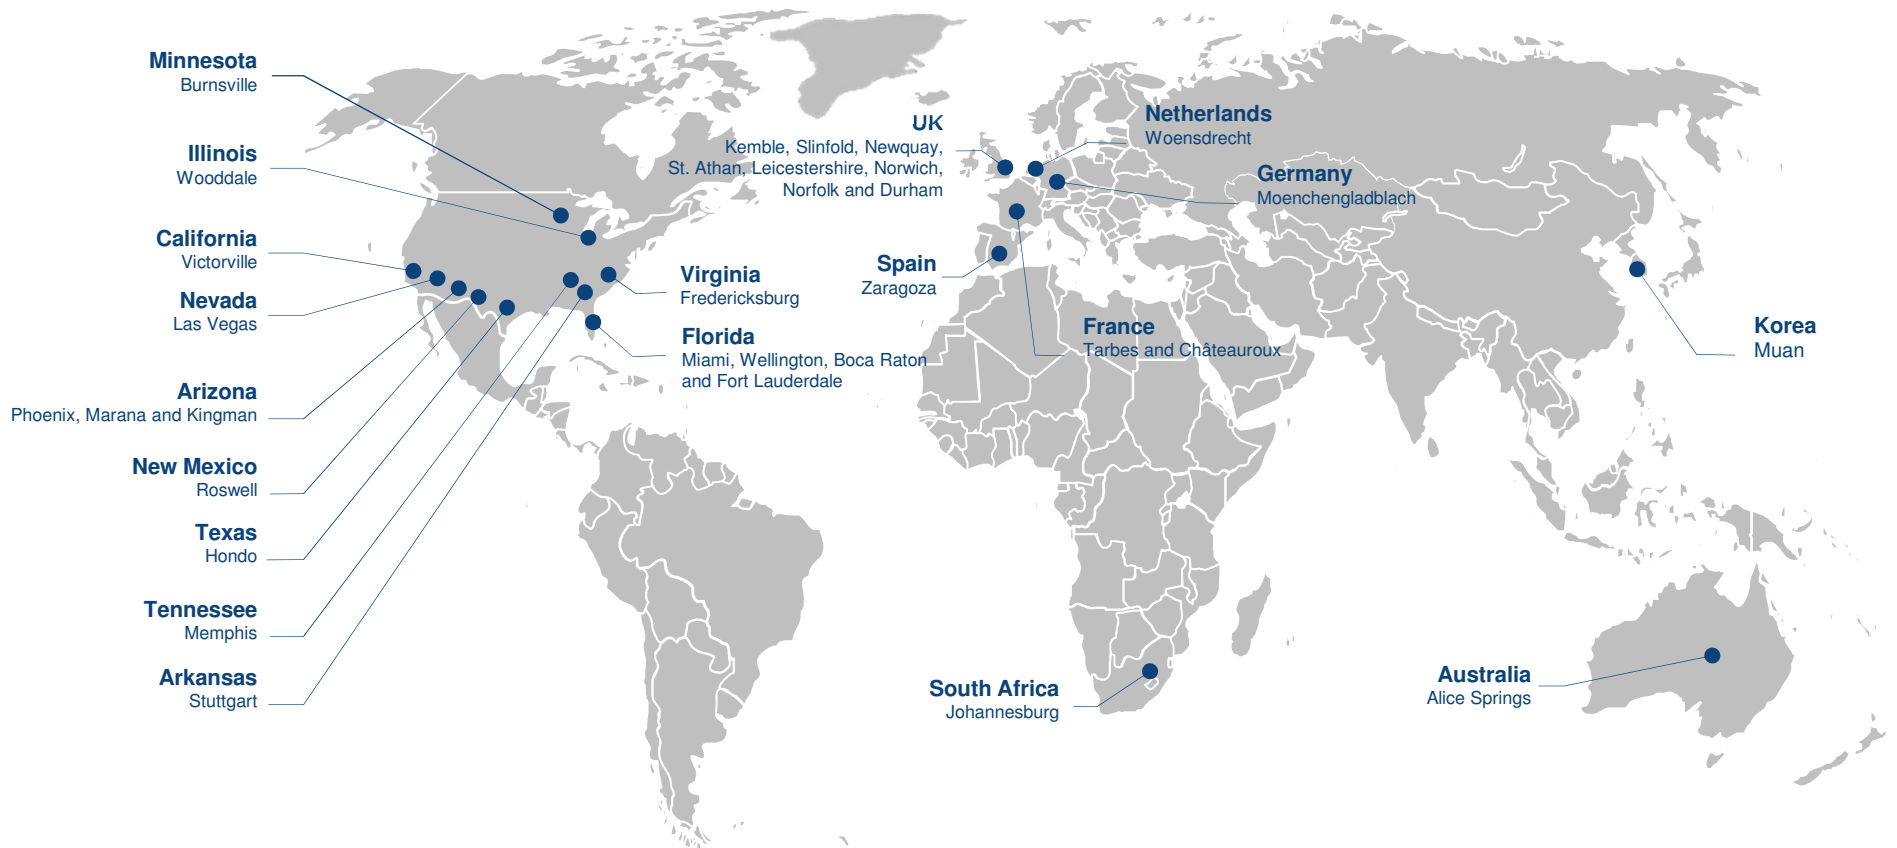 Minnesota
Burnsville
Illinois
Wooddale
California
Victorville
Nevada
Las Vegas
Arizona
Phoenix, Marana and Kingman
New Mexico
Roswell
Texas
Hondo
Tennessee
Memphis
Arkansas
Stuttgart
Virginia
Fredericksburg
Florida
Miami, Wellington, Boca Raton
and Fort Lauderdale
UK
Kemble, Slinfold, Newquay,
St. Athan, Leicestershire, Norwich,
Norfolk and Durham
Spain
Zaragoza
Netherlands
Woensdrecht
Germany
Moenchengladblach
France
Tarbes and Châteauroux
South Africa
Johannesburg
Korea
Muan
Australia
Alice Springs